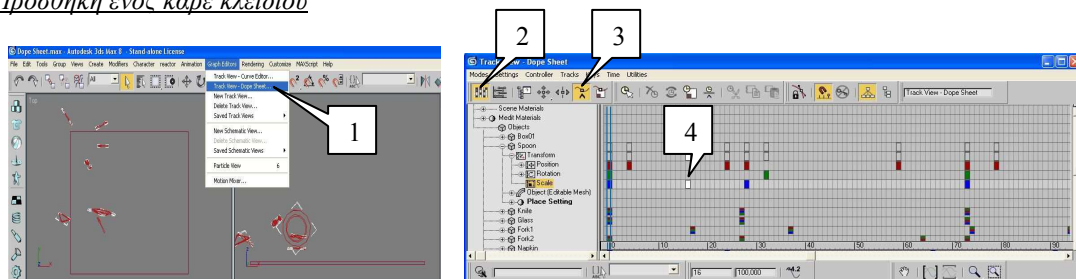 Προσθήκη ενός καρέ κλειδιού
2
3
Dope Sheet.max - Autodesk 3ds Max 8 - Stand-alone License
File Edit Tools Group Views Create Modifiers Character reactor Animation Graph Editors Rendering Customize MAXScript Help
All
Track View - Curve Editor...
Track View - Dope Sheet...
New Track View...
Delete Track View...
Saved Track Views
New Schematic View...
Delete Schematic View...
Saved Schematic Views
Particle View 6
Motion Mixer...
Top
1
Track View - Dope Sheet
Modes Settings Controller Tracks Keys Time Utilities
Track View - Dope Sheet
Scene Materials
Medit Materials
Objects
Box01
Spoon
Transform
Position
Rotation
Scale
Object (Editable Mesh)
Place Setting
Knife
Glass
Fork1
Fork2
Napkin
4
0 10 20 30 40 50 60 70 80 90
16 100,000